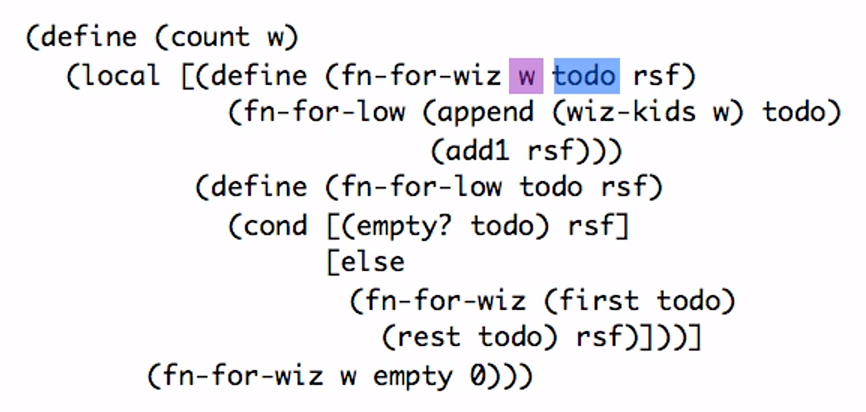 (define (count w)
(local [(define (fn-for-wiz w todo rsf)
(fn-for-low (append (wiz-kids w) todo)
(add1 rsf)))
(define (fn-for-low todo rsf)
(cond [(empty? todo) rsf]
[else
(fn-for-wiz (first todo)
(rest todo) rsf)]))]
(fn-for-wiz w empty 0)))